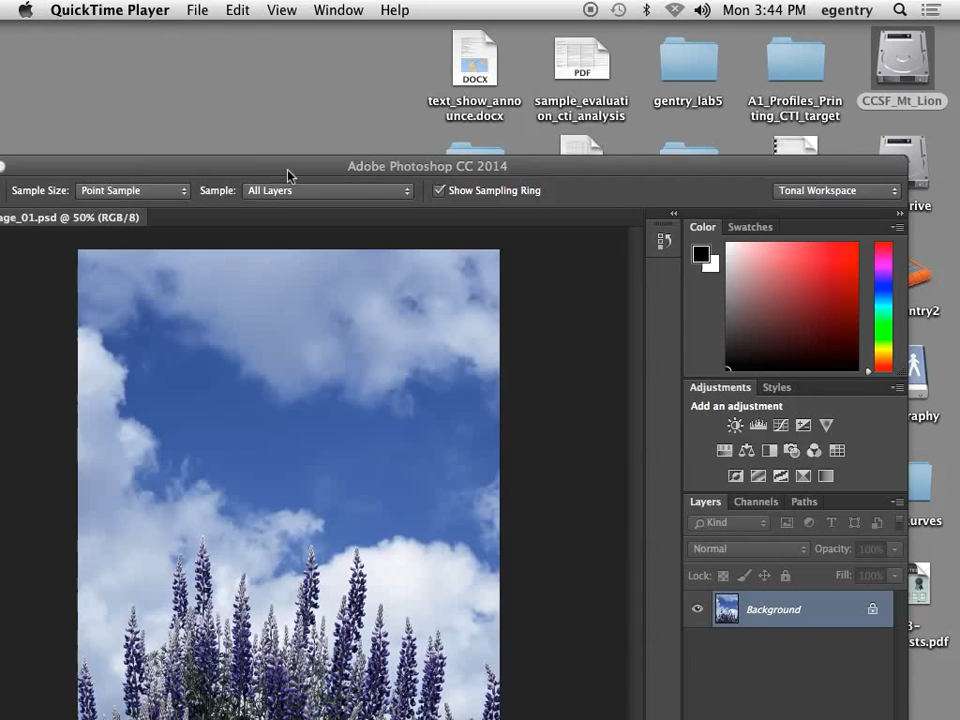 QuickTime Player File Edit View Window Help Mon 3:44 PM egentry
DOCX
PDF
text_show_anno
unce.docx
sample_evaluati
on_cti_analysis
gentry_lab5
A1_Profiles_Prin
ting_CTI_target
CCSF_Mt_Lion
Adobe Photoshop CC 2014
Sample Size: Point Sample Sample: All Layers Show Sampling Ring Tonal Workspace
age_01.psd @ 50% (RGB/8)
Color Swatches
Adjustments Styles
Add an adjustment
Layers Channels Paths
Kind
Normal Opacity: 100%
Lock: Fill: 100%
Background
rive
ntry2
graphy
urves
3-
sts.pdf